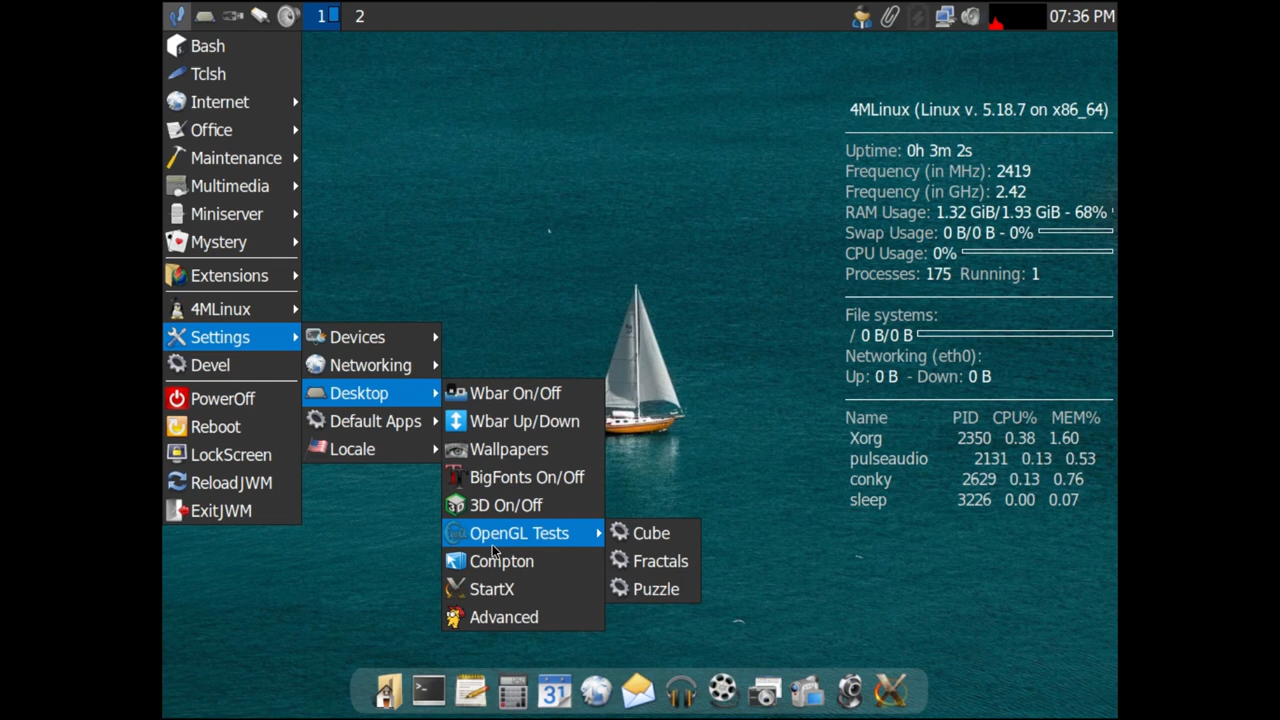 1 2 07:36 PM
Bash
Tclsh
Internet
Office
Maintenance
Multimedia
Miniserver
Mystery
Extensions
4MLinux
Settings
Devel
PowerOff
Reboot
LockScreen
ReloadJWM
ExitJWM
Devices
Networking
Desktop
Default Apps
Locale
Wbar On/Off
Wbar Up/Down
Wallpapers
BigFonts On/Off
3D On/Off
OpenGL Tests
Compton
StartX
Advanced
Cube
Fractals
Puzzle
4MLinux (Linux v. 5.18.7 on x86_64)
Uptime: 0h 3m 2s
Frequency (in MHz): 2419
Frequency (in GHz): 2.42
RAM Usage: 1.32 GiB/1.93 GiB - 68%
Swap Usage: 0 B/0 B - 0%
CPU Usage: 0%
Processes: 175 Running: 1
File systems:
/ 0 B/0 B
Networking (eth0):
Up: 0 B - Down: 0 B
Name PID CPU% MEM%
Xorg 2350 0.38 1.60
pulseaudio 2131 0.13 0.53
conky 2629 0.13 0.76
sleep 3226 0.00 0.07
31